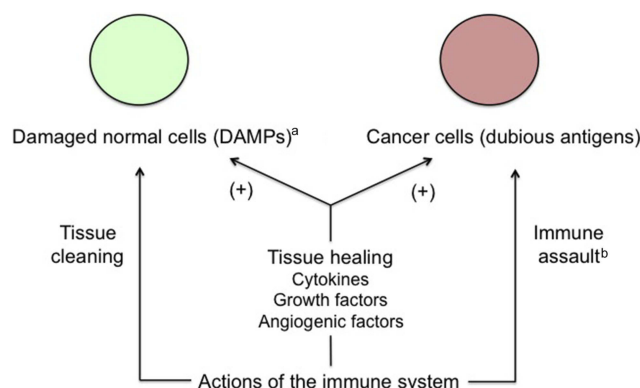 Damaged normal cells (DAMPs)a
Cancer cells (dubious antigens)
(+)
(+)
Tissue
cleaning
Tissue healing
Cytokines
Growth factors
Angiogenic factors
Immune
assaultb
Actions of the immune system